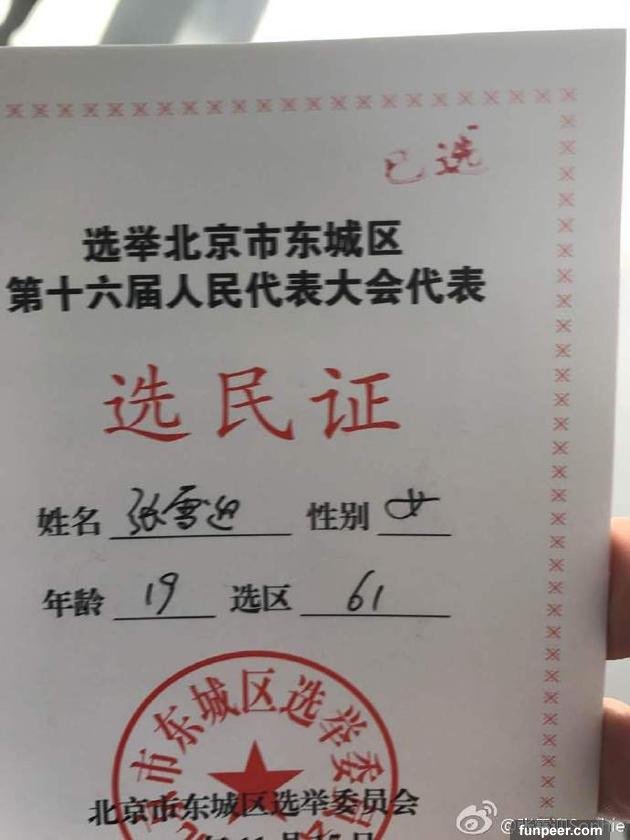 已选
选举北京市东城区
第十六届人民代表大会代表
选民证
姓名 张雪迎 性别 女
年龄 19 选区 61
市东城区选举委
北京市东城区选举委员会
funpeer.com